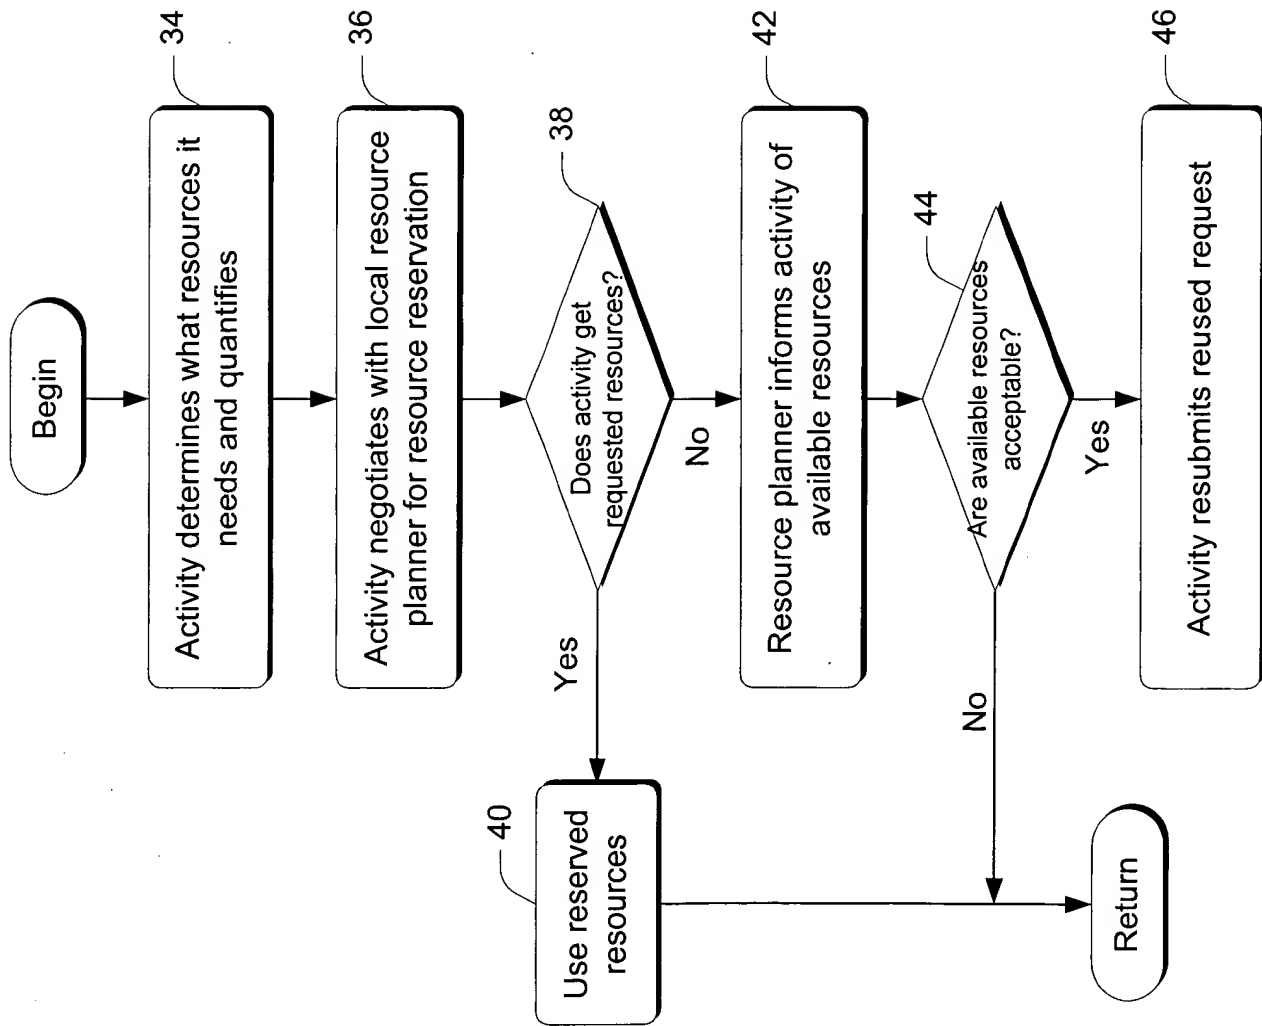 Begin
34
Activity determines what resources it
needs and quantifies
36
Activity negotiates with local resource
planner for resource reservation
38
Does activity get
requested resources?
Yes
No
40
Use reserved
resources
42
Resource planner informs activity of
available resources
44
Are available resources
acceptable?
No
Yes
46
Activity resubmits reused request
Return